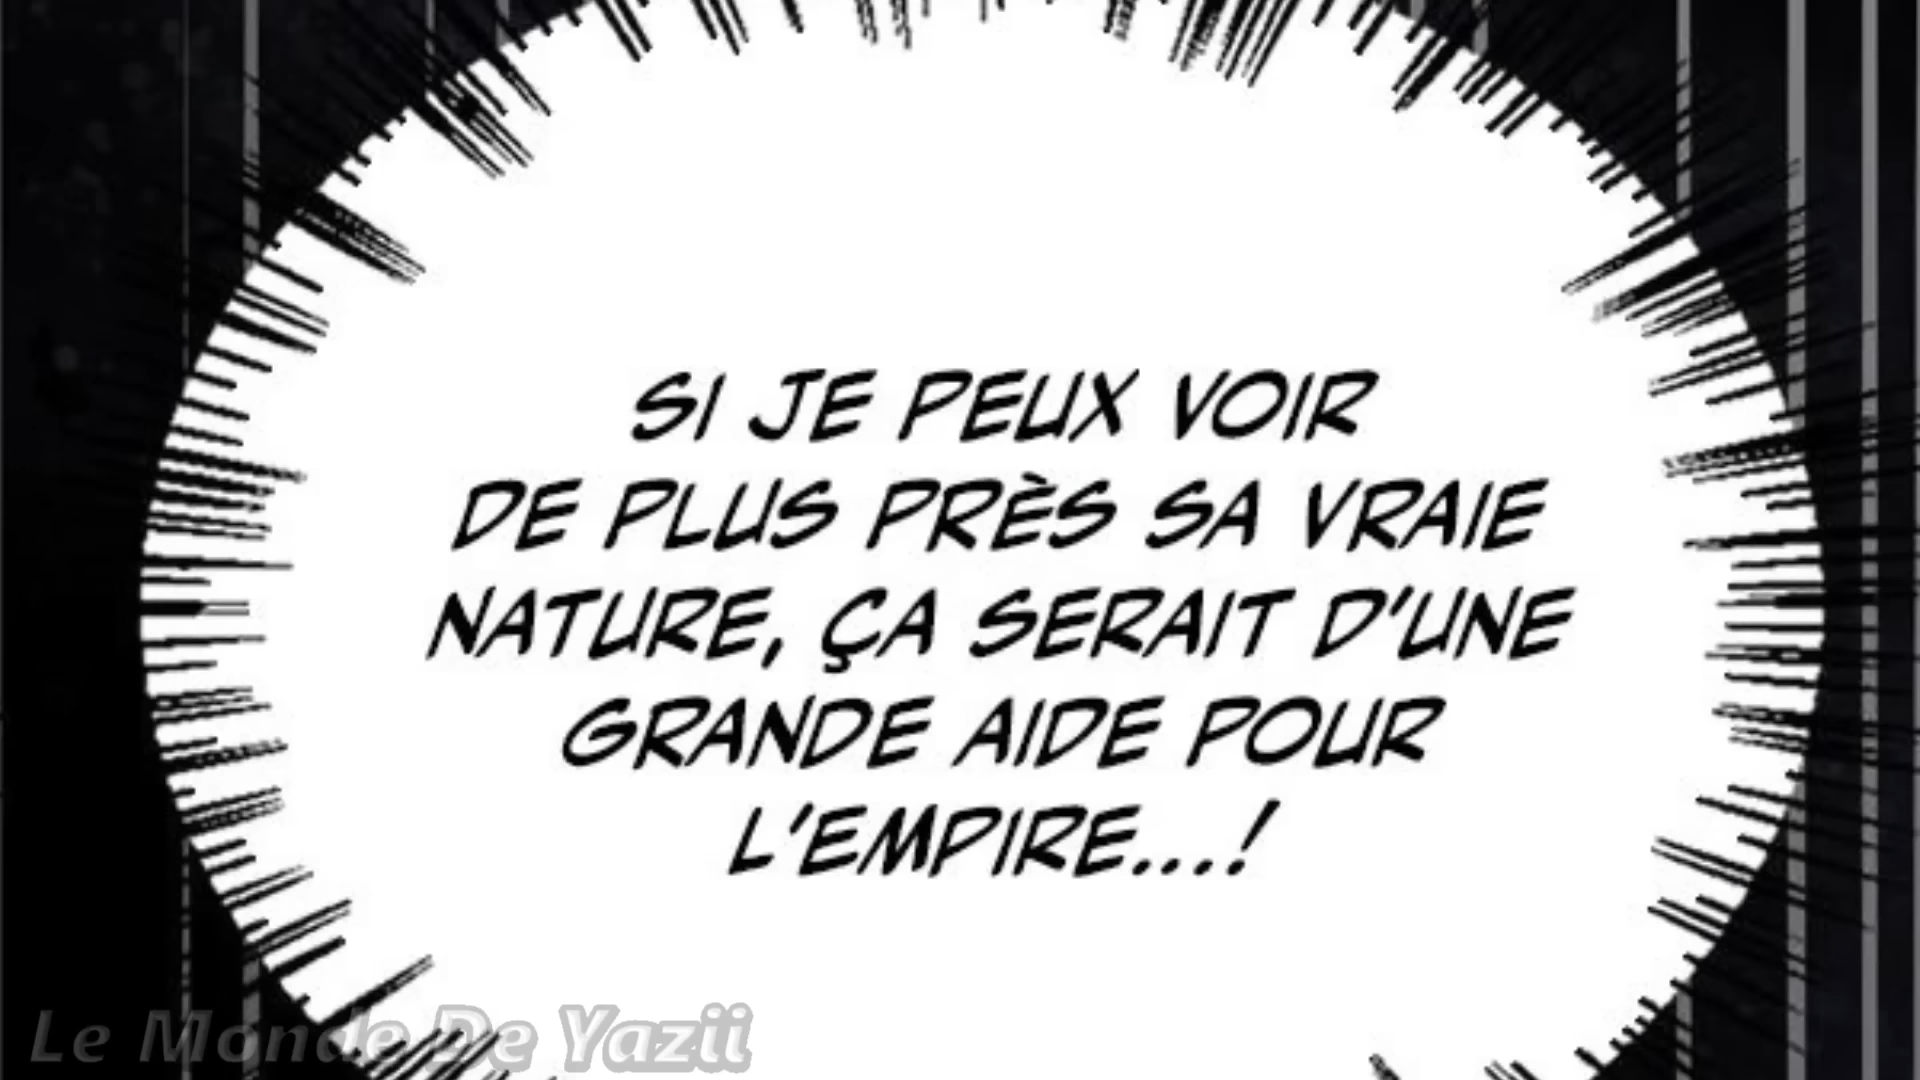 SI JE PEUX VOIR
DE PLUS PRÈS SA VRAIE
NATURE, ÇA SERAIT D'UNE
GRANDE AIDE POUR
L'EMPIRE...!
Le Monde De Yazii